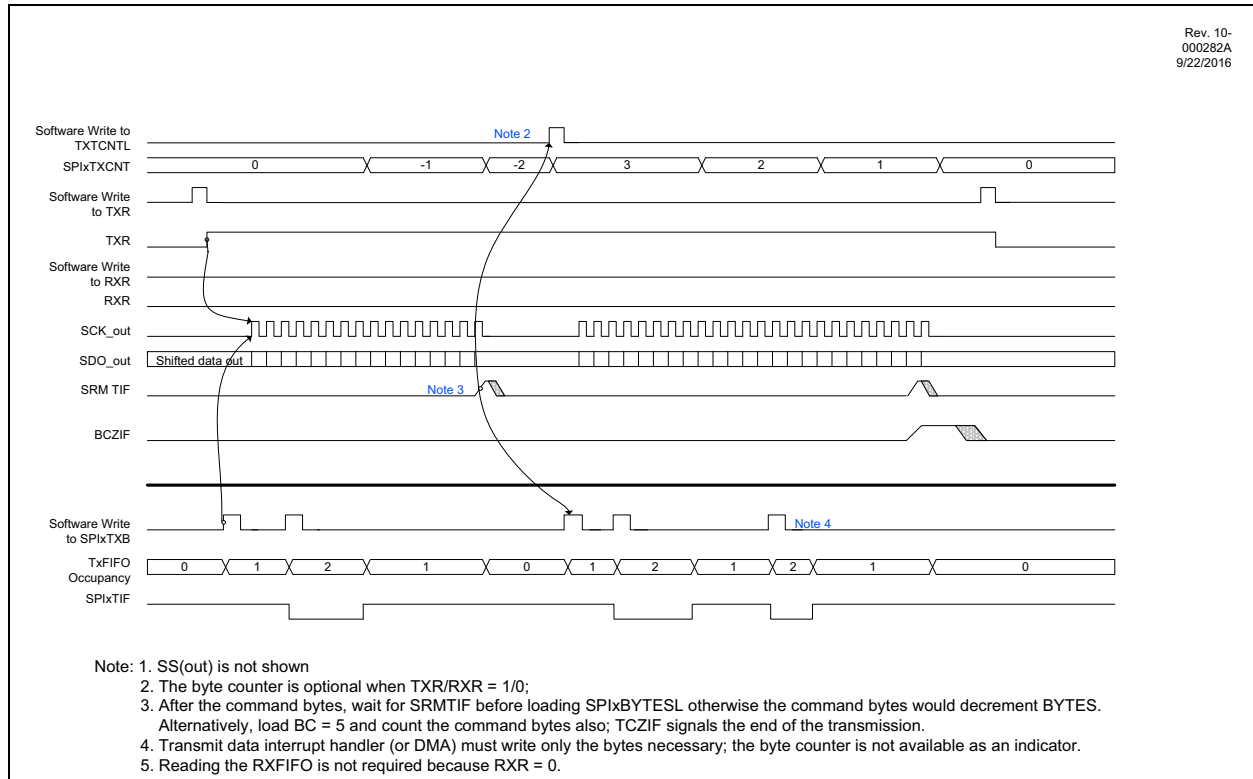 Rev. 10-
000282A
9/22/2016
Software Write to
TXTCNTL
Note 2
SPIxTXCNT
0 -1 -2 3 2 1 0
Software Write
to TXR
TXR
Software Write
to RXR
RXR
SCK_out
SDO_out
Shifted data out
SRM TIF
Note 3
BCZIF
Software Write
to SPIxTXB
Note 4
TxFIFO
Occupancy
0 1 2 1 0 1 2 1 2 1 0
SPIxTIF
Note: 1. SS(out) is not shown
2. The byte counter is optional when TXR/RXR = 1/0;
3. After the command bytes, wait for SRMTIF before loading SPIxBYTESL otherwise the command bytes would decrement BYTES.
Alternatively, load BC = 5 and count the command bytes also; TCZIF signals the end of the transmission.
4. Transmit data interrupt handler (or DMA) must write only the bytes necessary; the byte counter is not available as an indicator.
5. Reading the RXFIFO is not required because RXR = 0.